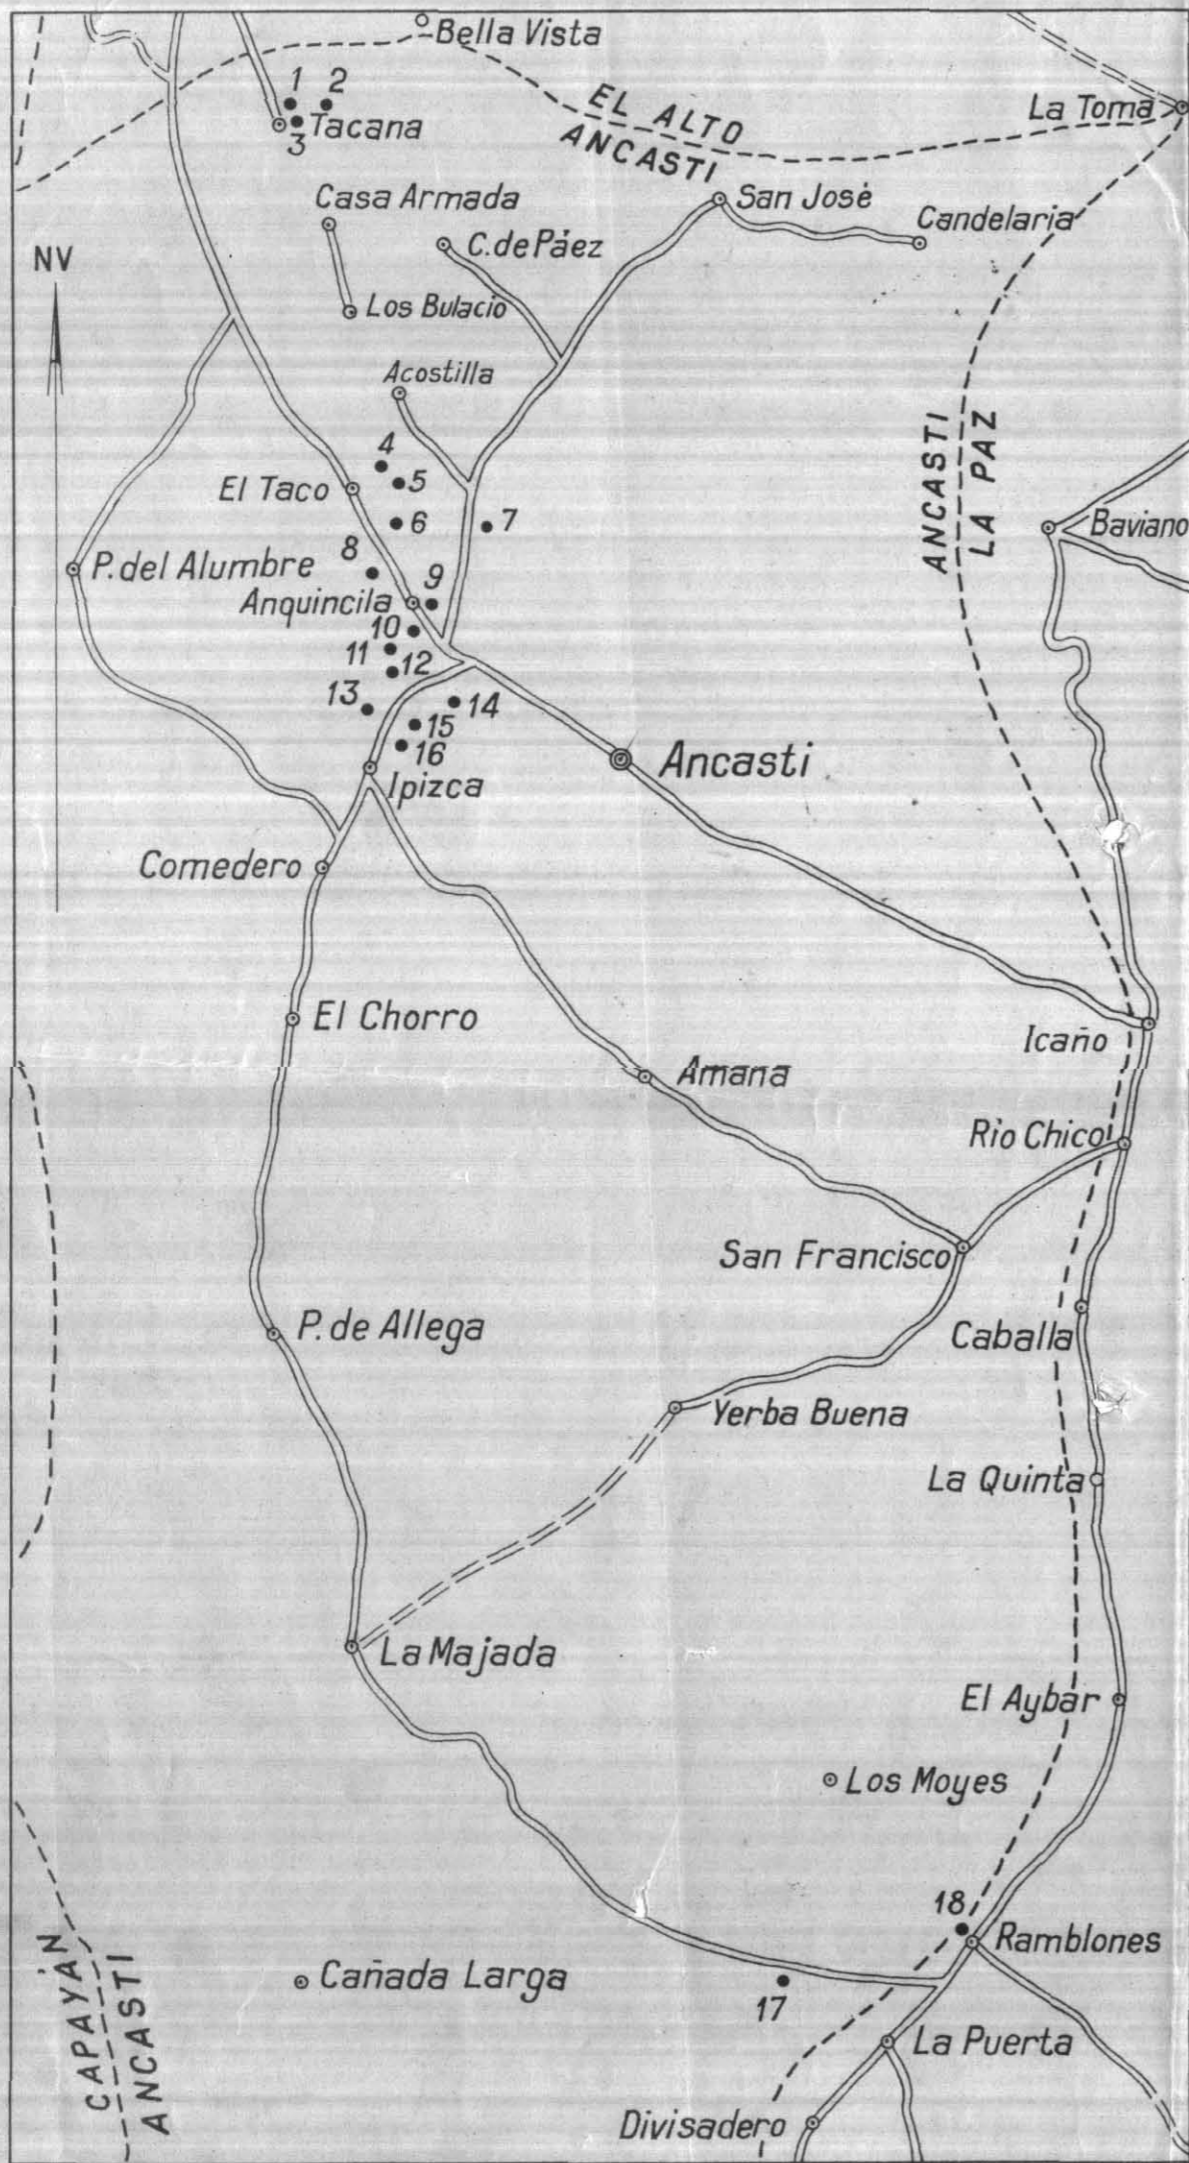 Bella Vista
1 2
3 Tacana
EL ALTO
ANCASTI
La Toma
Casa Armada
San José
Candelaria
C. de Páez
NV
Los Bulacio
Acostilla
ANCASTI
LA PAZ
4
5
El Taco
6
7
Baviano
8
P. del Alumbre
9
Anquincila
10
11
12
13
14
15
16
Ancasti
Ipizca
Comedero
El Chorro
Icaño
Amana
Rio Chico
San Francisco
P. de Allega
Caballa
Yerba Buena
La Quinta
La Majada
El Aybar
Los Moyes
18
Ramblones
Cañada Larga
17
CAPAYÁN
ANCASTI
La Puerta
Divisadero